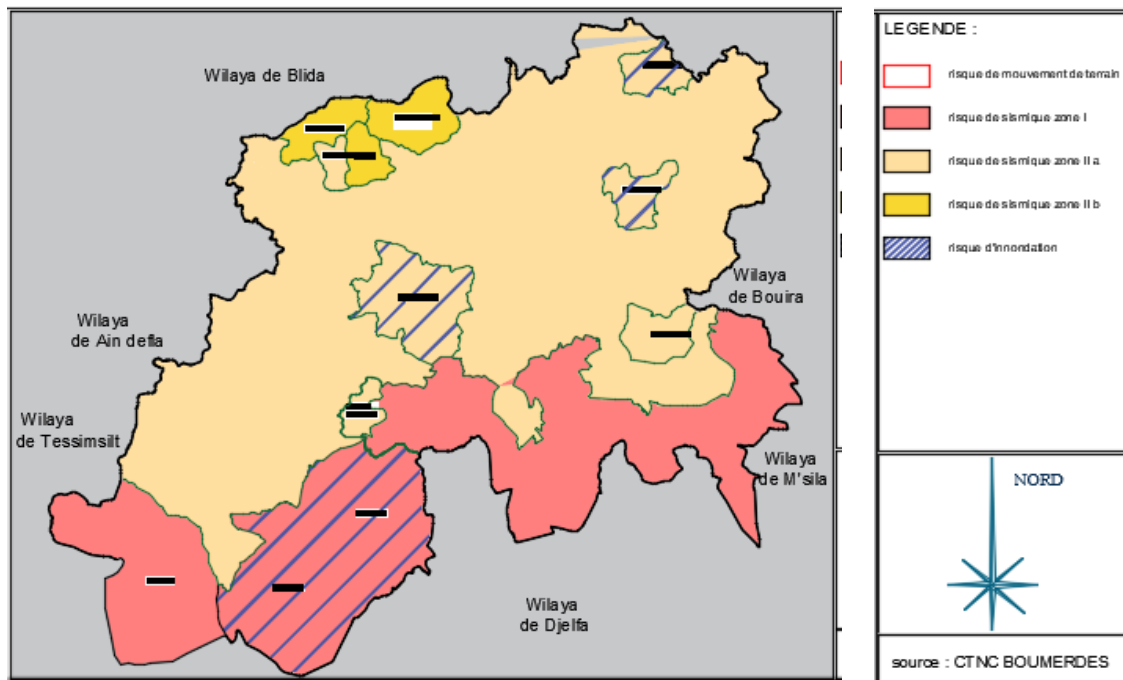 Wilaya de Blida
Wilaya
de Bouira
Wilaya
de Ain defla
Wilaya
de Tessimsilt
Wilaya
de M'sila
Wilaya
de Djelfa
LEGENDE :
risque de mouvement de terrain
risque de sismique zone I
risque de sismique zone II a
risque de sismique zone II b
risque d'innondation
NORD
source : CTNC BOUMERDES